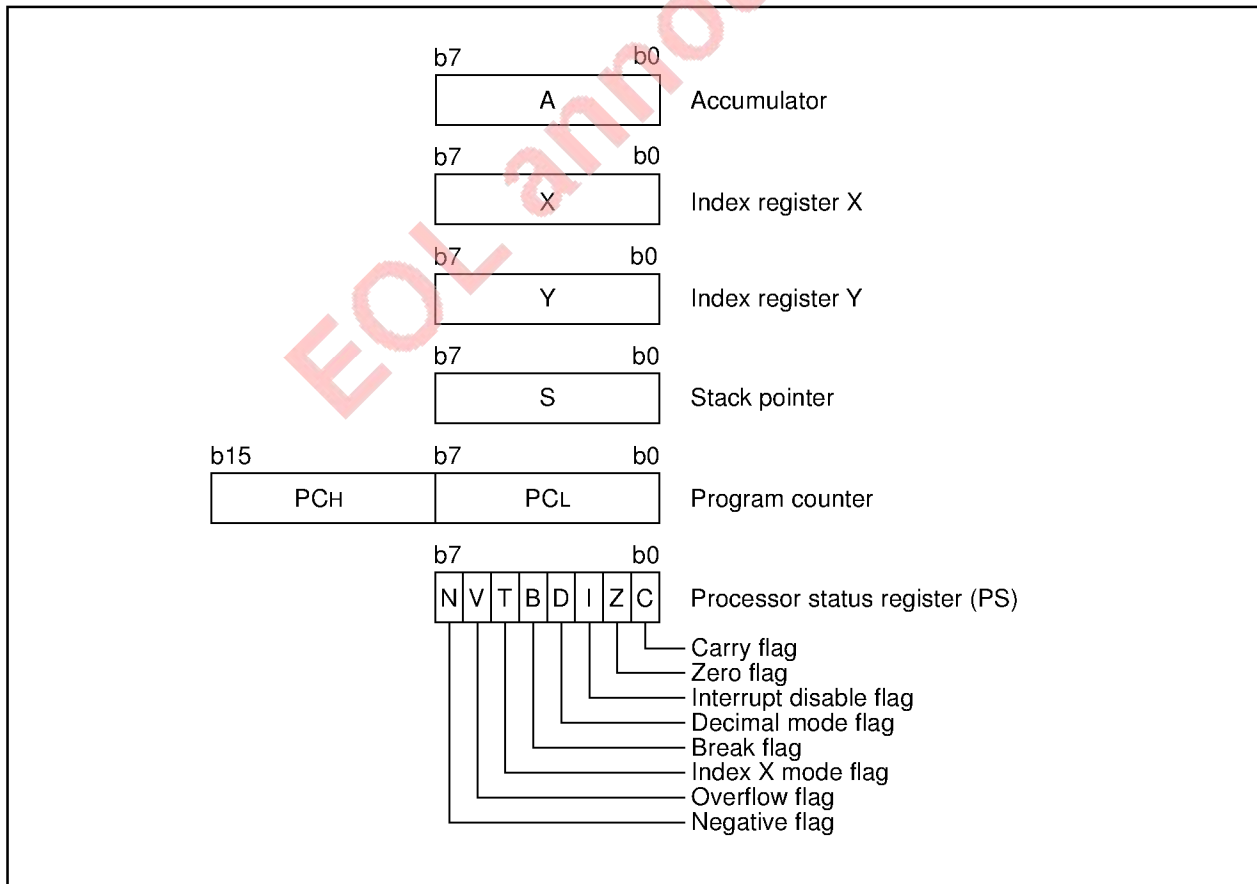 b7 b0
A Accumulator
b7 b0
X Index register X
b7 b0
Y Index register Y
b7 b0
S Stack pointer
b15 b7 b0
PCH PCL Program counter
b7 b0
N V T B D I Z C Processor status register (PS)
Carry flag
Zero flag
Interrupt disable flag
Decimal mode flag
Break flag
Index X mode flag
Overflow flag
Negative flag
EOL